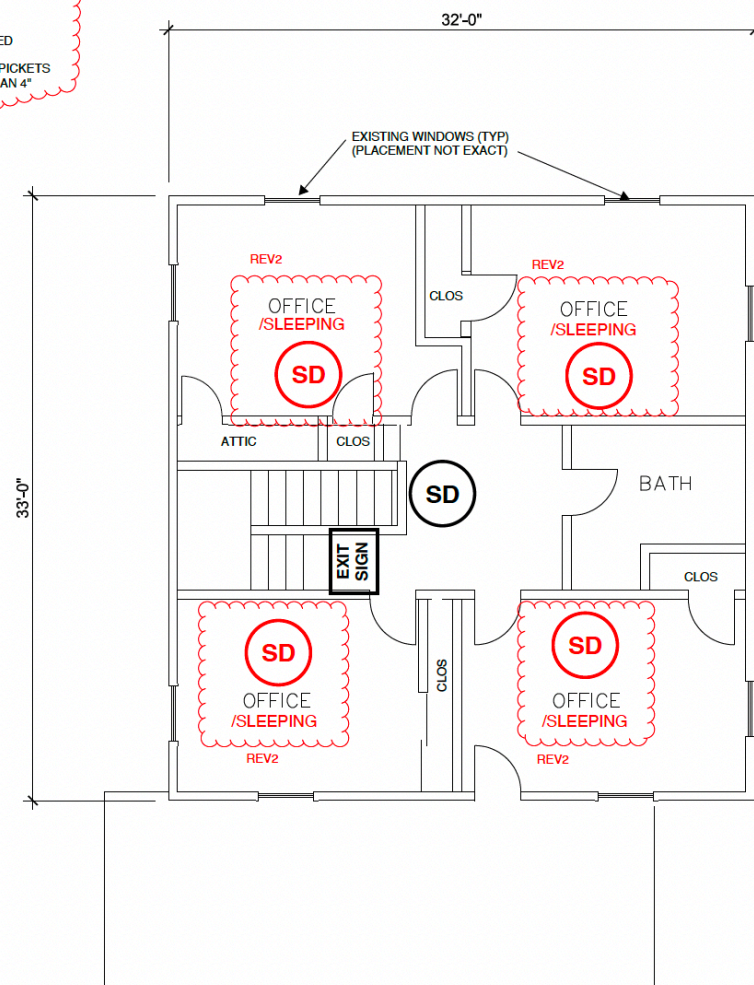 32'-0"
ED
PICKETS
AN 4"
EXISTING WINDOWS (TYP)
(PLACEMENT NOT EXACT)
REV2
OFFICE
/SLEEPING
SD
CLOS
REV2
OFFICE
/SLEEPING
SD
ATTIC
CLOS
SD
BATH
33'-0"
EXIT
SIGN
CLOS
SD
OFFICE
/SLEEPING
REV2
CLOS
SD
OFFICE
/SLEEPING
REV2